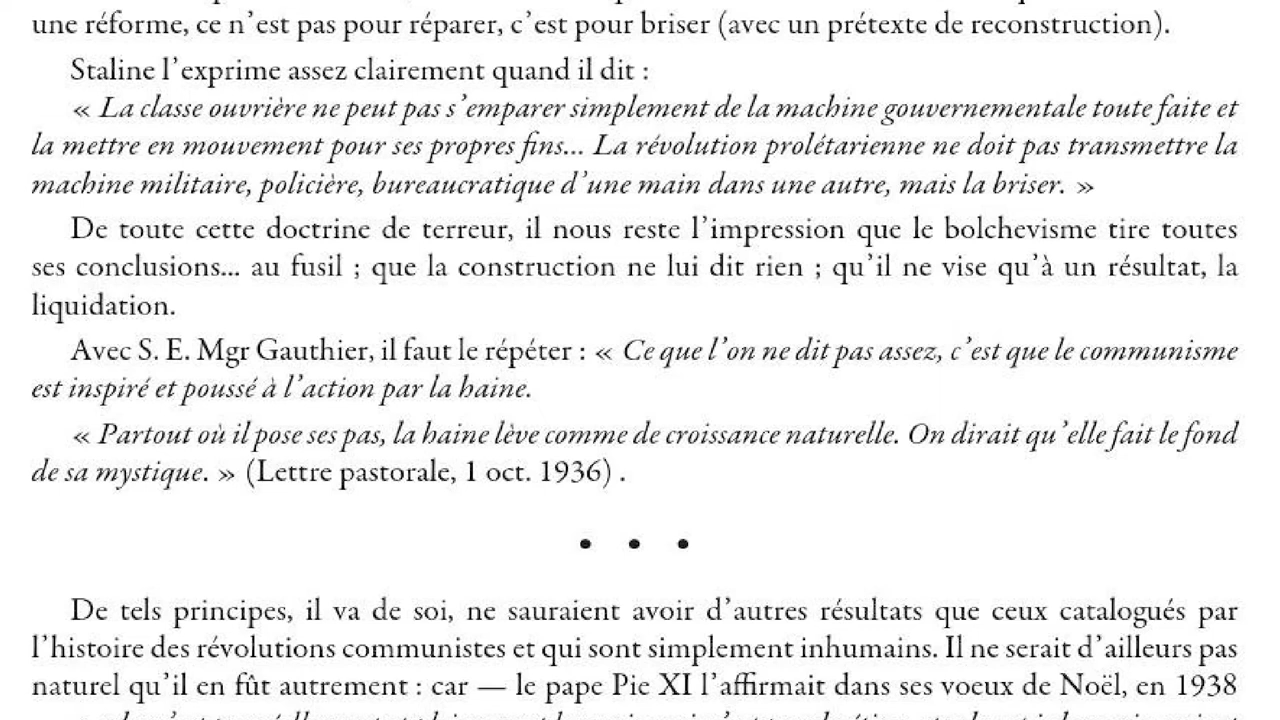 une réforme, ce n’est pas pour réparer, c’est pour briser (avec un prétexte de reconstruction).
Staline l’exprime assez clairement quand il dit :
« La classe ouvrière ne peut pas s’emparer simplement de la machine gouvernementale toute faite et
la mettre en mouvement pour ses propres fins... La révolution prolétarienne ne doit pas transmettre la
machine militaire, policière, bureaucratique d’une main dans une autre, mais la briser. »
De toute cette doctrine de terreur, il nous reste l’impression que le bolchevisme tire toutes
ses conclusions... au fusil ; que la construction ne lui dit rien ; qu’il ne vise qu’à un résultat, la
liquidation.
Avec S. E. Mgr Gauthier, il faut le répéter : « Ce que l’on ne dit pas assez, c’est que le communisme
est inspiré et poussé à l’action par la haine.
« Partout où il pose ses pas, la haine lève comme de croissance naturelle. On dirait qu’elle fait le fond
de sa mystique. » (Lettre pastorale, 1 oct. 1936) .
• • •
De tels principes, il va de soi, ne sauraient avoir d’autres résultats que ceux catalogués par
l’histoire des révolutions communistes et qui sont simplement inhumains. Il ne serait d’ailleurs pas
naturel qu’il en fût autrement : car — le pape Pie XI l’affirmait dans ses voeux de Noël, en 1938